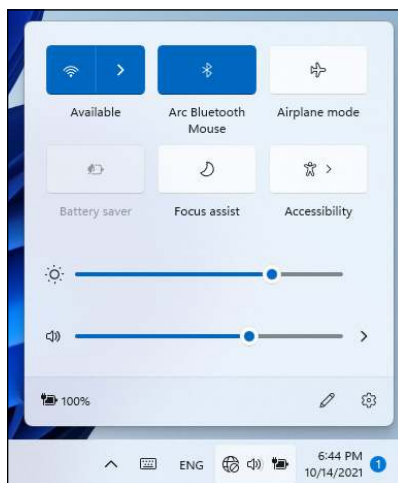 Available
Arc Bluetooth
Mouse
Airplane mode
Battery saver
Focus assist
Accessibility
100%
ENG
6:44 PM
10/14/2021
1